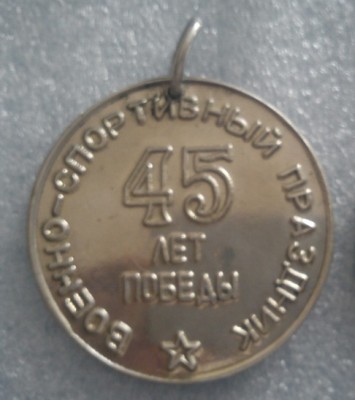 ВОЕННО-СПОРТИВНЫЙ ПРАЗДНИК
45
ЛЕТ
ПОБЕДЫ